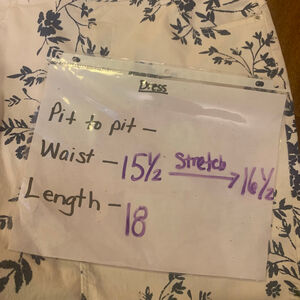 Dress
Pit to pit -
Waist - 15½ Stretch → 16½
Length - 18